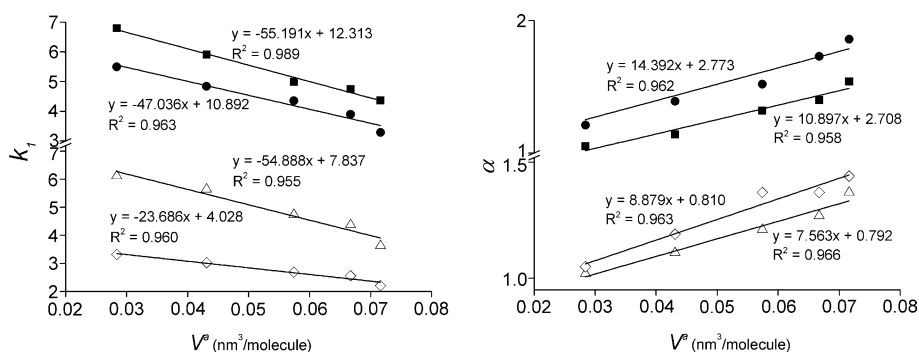 7
6
5
4
3
6
5
4
3
2
k1
y = -55.191x + 12.313
R² = 0.989
y = -47.036x + 10.892
R² = 0.963
y = -54.888x + 7.837
R² = 0.955
y = -23.686x + 4.028
R² = 0.960
0.02 0.03 0.04 0.05 0.06 0.07 0.08
Vᵃ (nm³/molecule)
2
1
1.5
1.0
α
y = 14.392x + 2.773
R² = 0.962
y = 10.897x + 2.708
R² = 0.958
y = 8.879x + 0.810
R² = 0.963
y = 7.563x + 0.792
R² = 0.966
0.02 0.03 0.04 0.05 0.06 0.07 0.08
Vᵃ (nm³/molecule)